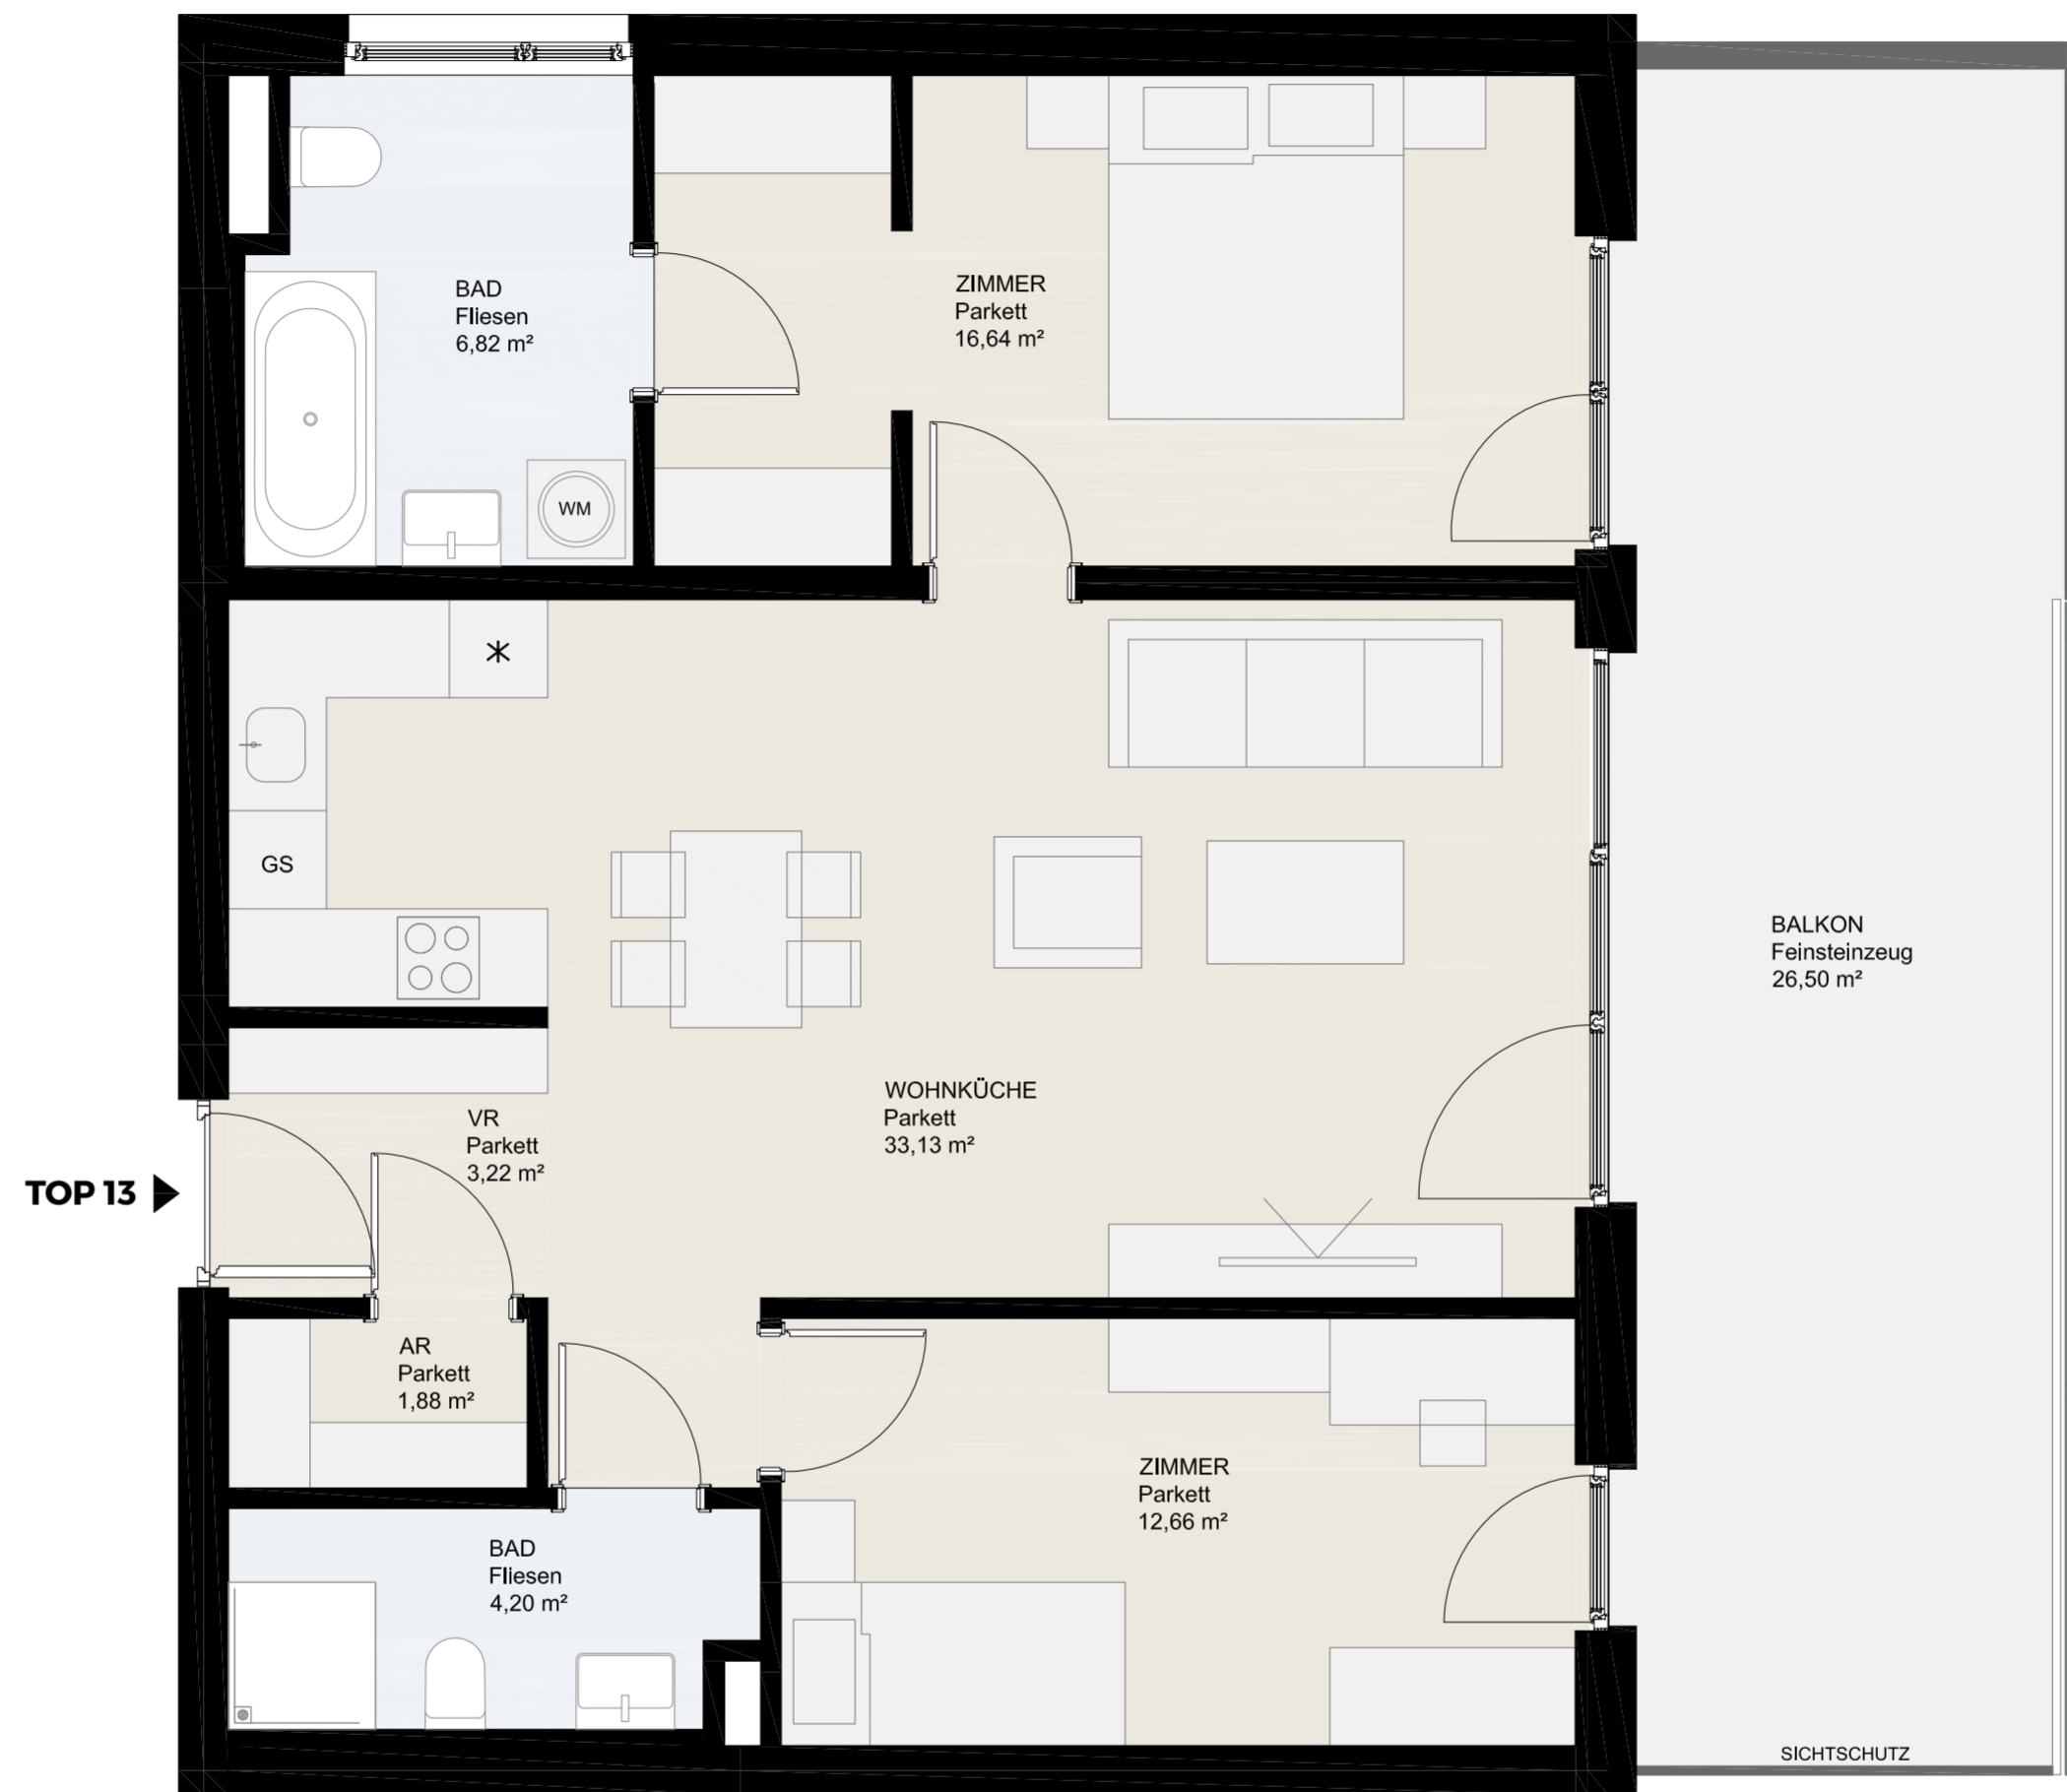 BAD
Fliesen
6,82 m²
ZIMMER
Parkett
16,64 m²
WM
GS
BALKON
Feinsteinzeug
26,50 m²
WOHNKÜCHE
Parkett
33,13 m²
VR
Parkett
3,22 m²
TOP 13
AR
Parkett
1,88 m²
ZIMMER
Parkett
12,66 m²
BAD
Fliesen
4,20 m²
SICHTSCHUTZ